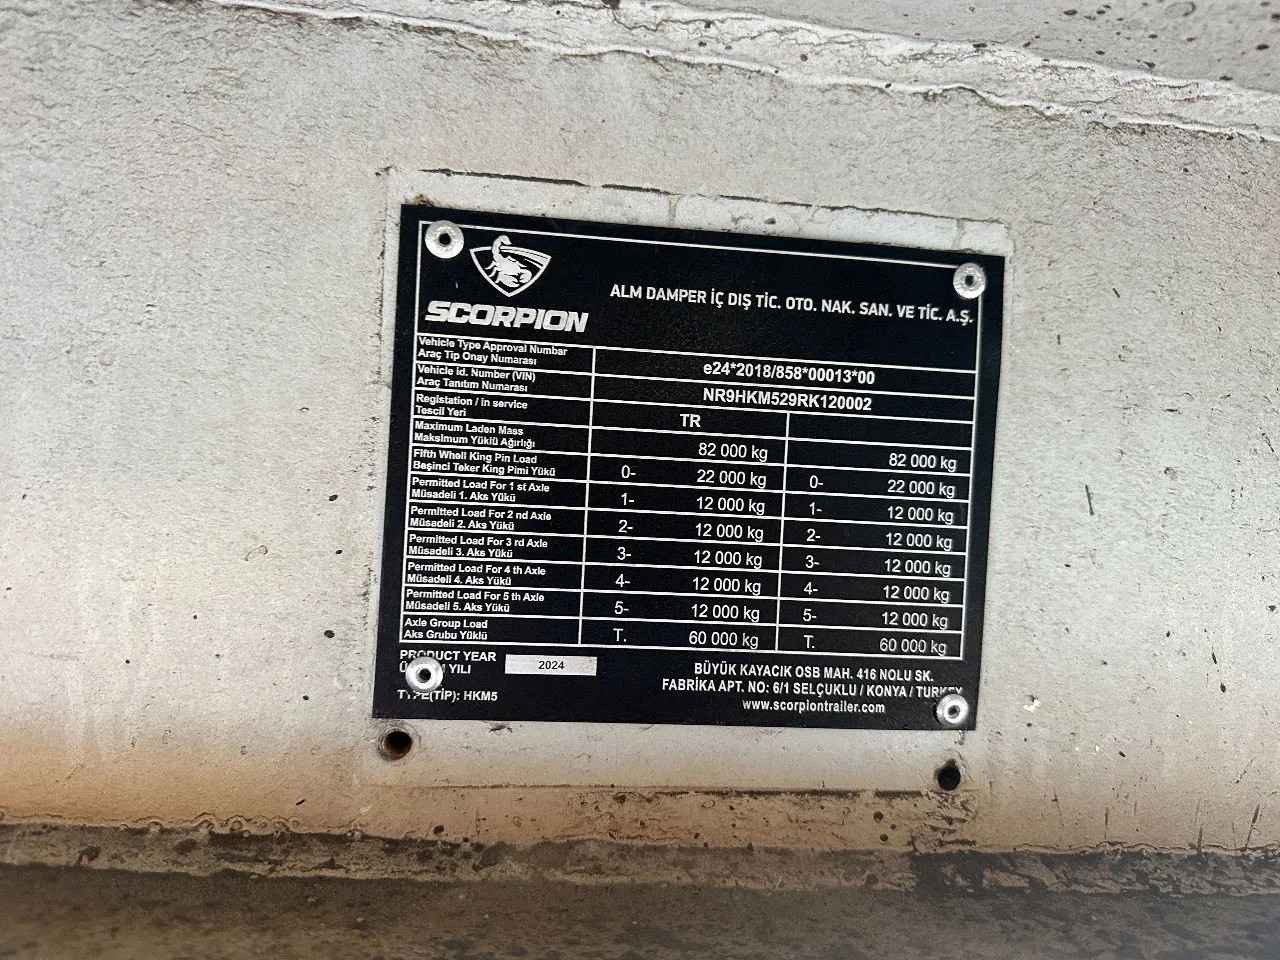 SCORPION
ALM DAMPER İÇ DIŞ TİC. OTO. NAK. SAN. VE TİC. A.Ş.
Vehicle Type Approval Numbar
Araç Tip Onay Numarası
e24*2018/858*00013*00
Vehicle id. Number (VIN)
Araç Tanıtım Numarası
NR9HKM529RK120002
Registation / in service
Tescil Yeri
TR
Maximum Laden Mass
Maksimum Yüklü Ağırlığı
82 000 kg 82 000 kg
Fifth Whell King Pin Load
Beşinci Teker King Pimi Yükü
0- 22 000 kg 0- 22 000 kg
Permitted Load For 1 st Axle
Müsadeli 1. Aks Yükü
1- 12 000 kg 1- 12 000 kg
Permitted Load For 2 nd Axle
Müsadeli 2. Aks Yükü
2- 12 000 kg 2- 12 000 kg
Permitted Load For 3 rd Axle
Müsadeli 3. Aks Yükü
3- 12 000 kg 3- 12 000 kg
Permitted Load For 4 th Axle
Müsadeli 4. Aks Yükü
4- 12 000 kg 4- 12 000 kg
Permitted Load For 5 th Axle
Müsadeli 5. Aks Yükü
5- 12 000 kg 5- 12 000 kg
Axle Group Load
Aks Grubu Yüklü
T. 60 000 kg T. 60 000 kg
PRODUCT YEAR
YILI
2024
TYPE(TİP): HKM5
BÜYÜK KAYACIK OSB MAH. 416 NOLU SK.
FABRİKA APT. NO: 6/1 SELÇUKLU / KONYA / TURKEY
www.scorpiontrailer.com